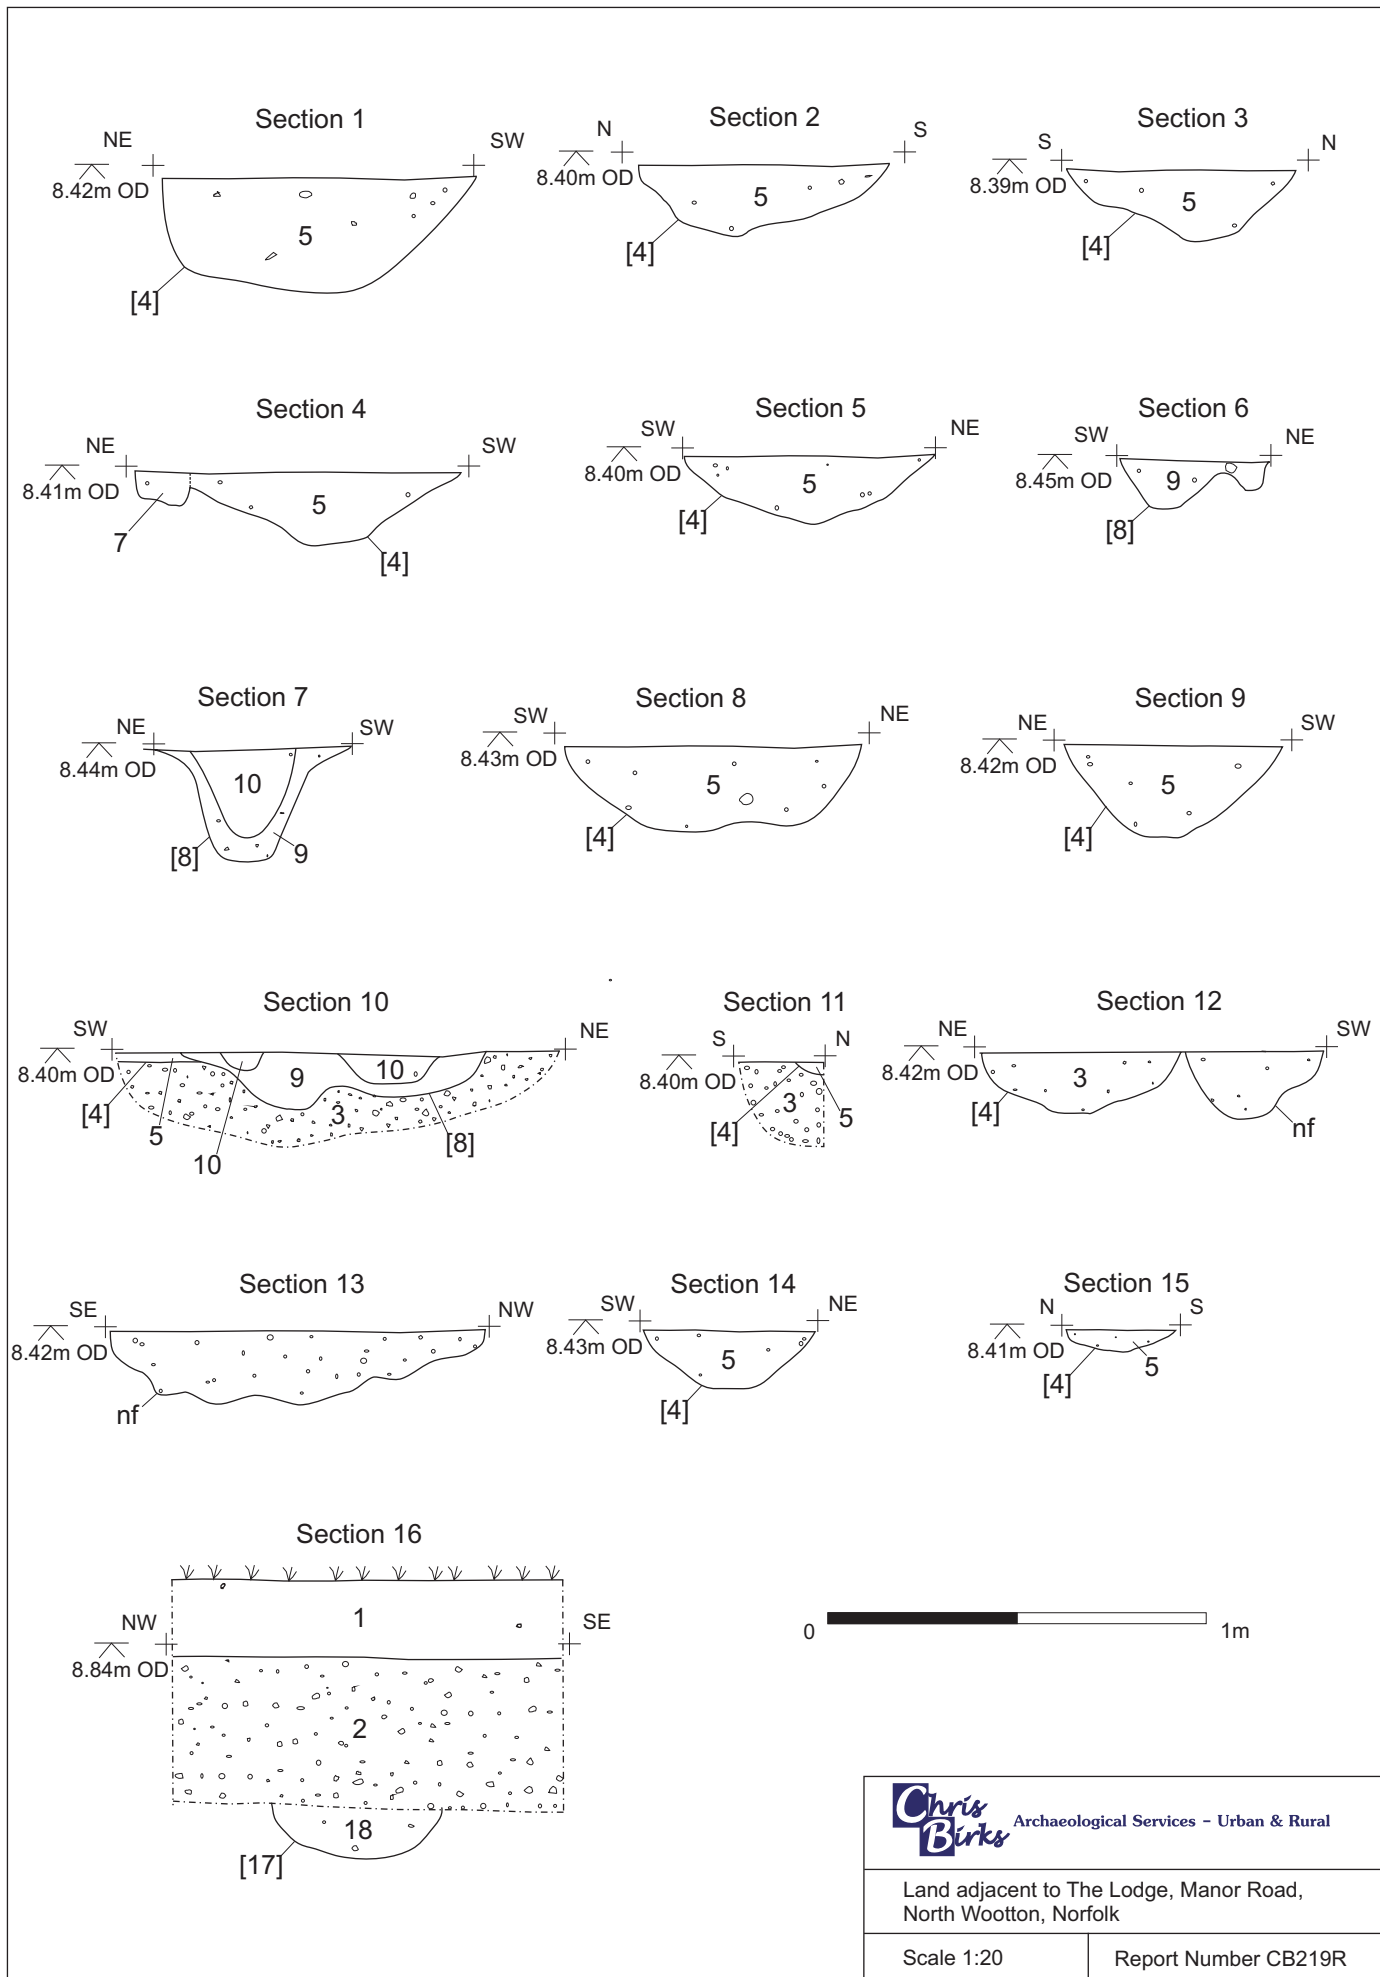 Section 1
NE
SW
8.42m OD
5
[4]
Section 2
N
S
8.40m OD
5
[4]
Section 3
S
N
8.39m OD
5
[4]
Section 4
NE
SW
8.41m OD
5
7
[4]
Section 5
SW
NE
8.40m OD
5
[4]
Section 6
SW
NE
8.45m OD
9
[8]
Section 7
NE
SW
8.44m OD
10
[8]
9
Section 8
SW
NE
8.43m OD
5
[4]
Section 9
NE
SW
8.42m OD
5
[4]
Section 10
SW
NE
8.40m OD
9
10
3
[4]
5
10
[8]
Section 11
S
N
8.40m OD
3
[4]
5
Section 12
NE
SW
8.42m OD
3
[4]
nf
Section 13
SE
NW
8.42m OD
nf
Section 14
SW
NE
8.43m OD
5
[4]
Section 15
N
S
8.41m OD
[4]
5
Section 16
NW
SE
8.84m OD
1
2
18
[17]
0
1m
Chris
Birks
Archaeological Services - Urban & Rural
Land adjacent to The Lodge, Manor Road,
North Wootton, Norfolk
Scale 1:20
Report Number CB219R